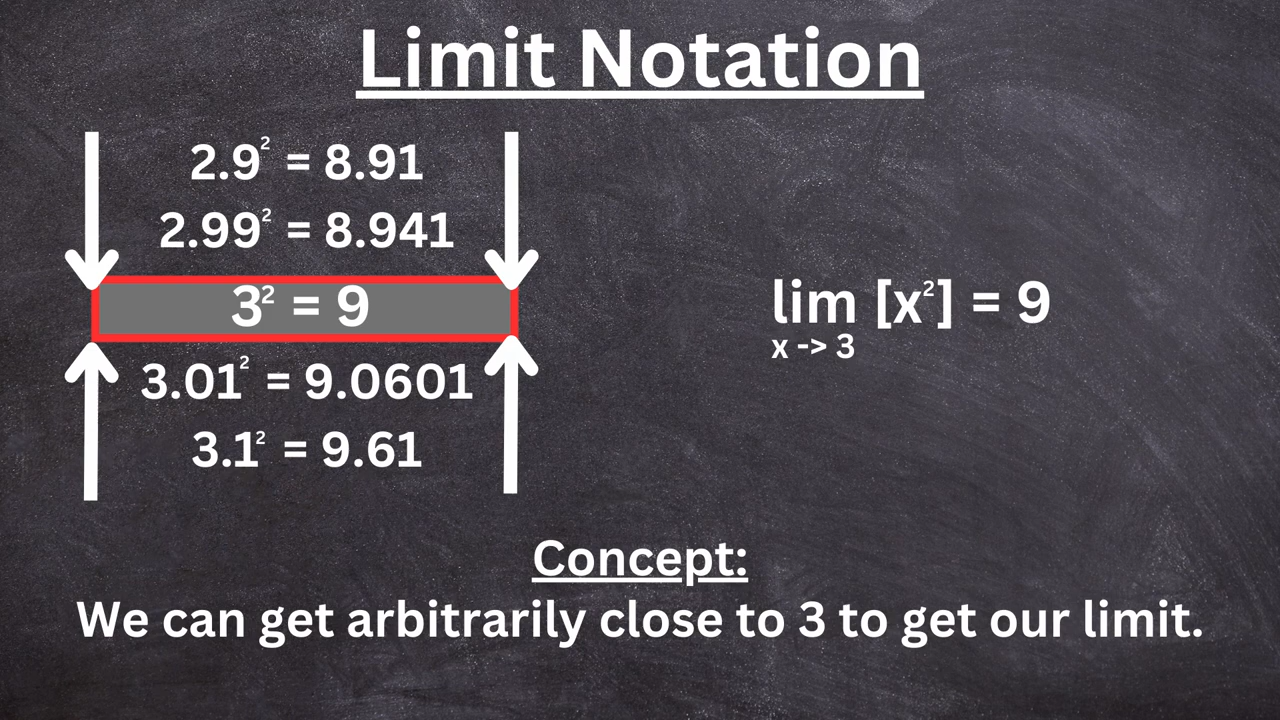 Limit Notation
2.9² = 8.91
2.99² = 8.941
3² = 9
3.01² = 9.0601
3.1² = 9.61
lim [x²] = 9
x -> 3
Concept:
We can get arbitrarily close to 3 to get our limit.